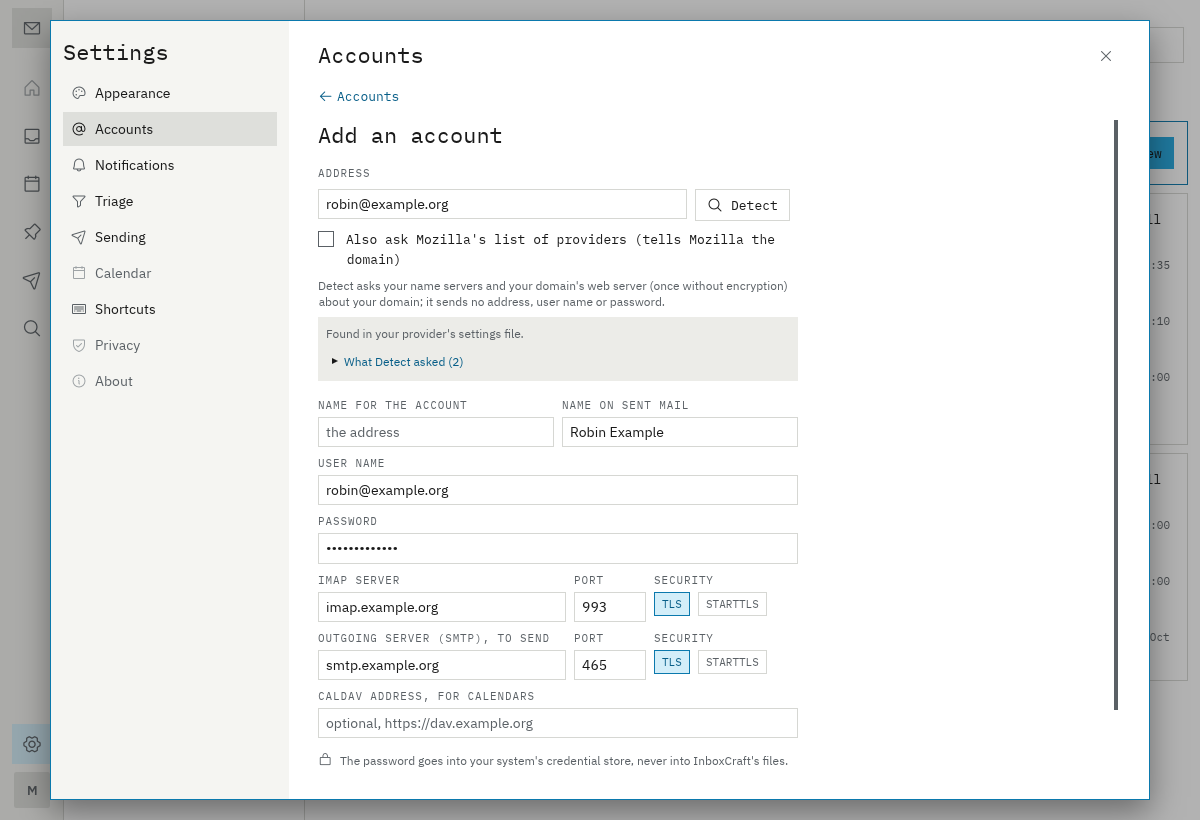 Settings
Appearance
Accounts
Notifications
Triage
Sending
Calendar
Shortcuts
Privacy
About
M
Accounts
← Accounts
Add an account
ADDRESS
robin@example.org
Detect
Also ask Mozilla's list of providers (tells Mozilla the
domain)
Detect asks your name servers and your domain's web server (once without encryption)
about your domain; it sends no address, user name or password.
Found in your provider's settings file.
What Detect asked (2)
NAME FOR THE ACCOUNT NAME ON SENT MAIL
the address Robin Example
USER NAME
robin@example.org
PASSWORD
•••••••••••••
IMAP SERVER PORT SECURITY
imap.example.org 993 TLS STARTTLS
OUTGOING SERVER (SMTP), TO SEND PORT SECURITY
smtp.example.org 465 TLS STARTTLS
CALDAV ADDRESS, FOR CALENDARS
optional, https://dav.example.org
The password goes into your system's credential store, never into InboxCraft's files.
:35
:10
:00
:00
:00
Oct